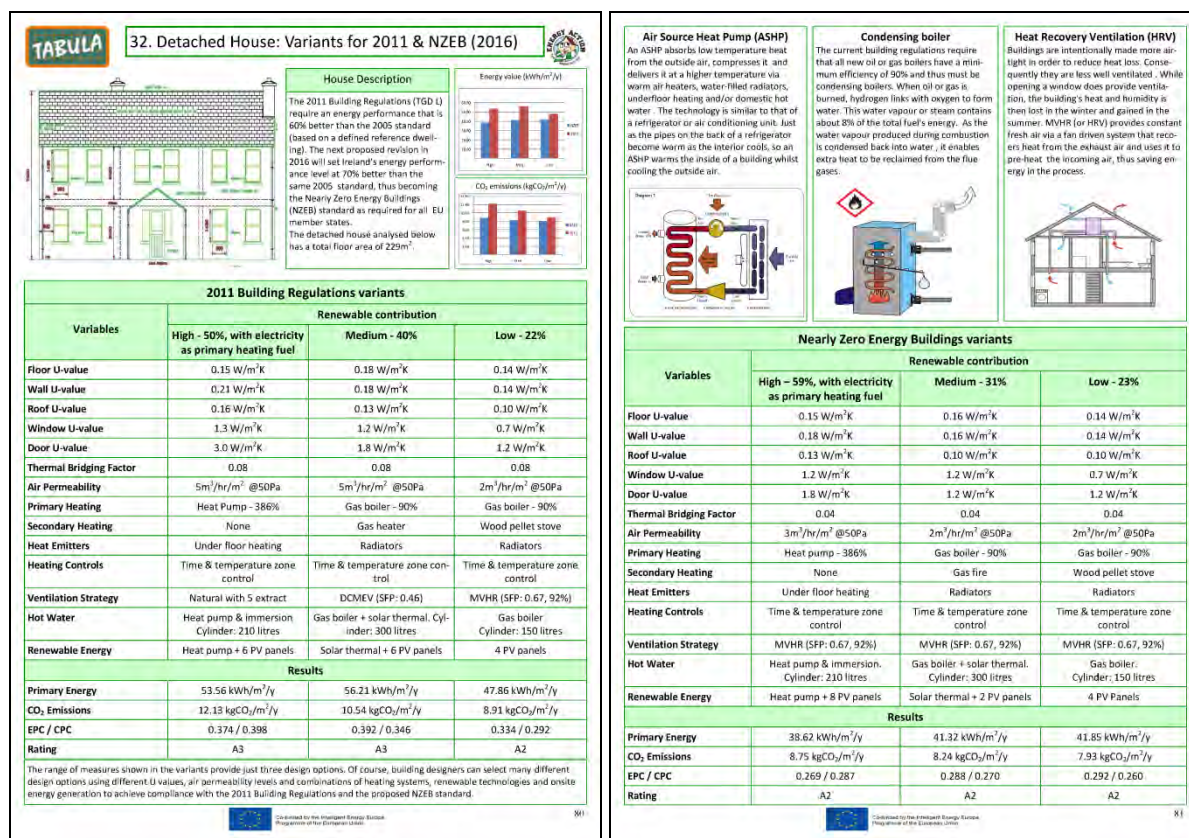 TABULA
32. Detached House: Variants for 2011 & NZEB (2016)
ENERGY ACTION
House Description
The 2011 Building Regulations (TGD L)
require an energy performance that is
60% better than the 2005 standard
(based on a defined reference dwell-
ing). The next proposed revision in
2016 will set Ireland's energy perform-
ance level at 70% better than the
same 2005 standard, thus becoming
the Nearly Zero Energy Buildings
(NZEB) standard as required for all EU
member states.
The detached house analysed below
has a total floor area of 229m².
Energy value (kWh/m²/y)
CO₂ emissions (kgCO₂/m²/y)
2011 Building Regulations variants
Variables
Renewable contribution
High - 50%, with electricity
as primary heating fuel
Medium - 40%
Low - 22%
Floor U-value 0.15 W/m²K 0.18 W/m²K 0.14 W/m²K
Wall U-value 0.21 W/m²K 0.18 W/m²K 0.14 W/m²K
Roof U-value 0.16 W/m²K 0.13 W/m²K 0.10 W/m²K
Window U-value 1.3 W/m²K 1.2 W/m²K 0.7 W/m²K
Door U-value 3.0 W/m²K 1.8 W/m²K 1.2 W/m²K
Thermal Bridging Factor 0.08 0.08 0.08
Air Permeability 5m³/hr/m² @50Pa 5m³/hr/m² @50Pa 2m³/hr/m² @50Pa
Primary Heating Heat Pump - 386% Gas boiler - 90% Gas boiler - 90%
Secondary Heating None Gas heater Wood pellet stove
Heat Emitters Under floor heating Radiators Radiators
Heating Controls Time & temperature zone Time & temperature zone con- Time & temperature zone
control trol control
Ventilation Strategy Natural with 5 extract DCMEV (SFP: 0.46) MVHR (SFP: 0.67, 92%)
Hot Water Heat pump & immersion Gas boiler + solar thermal. Cyl- Gas boiler
Cylinder: 210 litres inder: 300 litres Cylinder: 150 litres
Renewable Energy Heat pump + 6 PV panels Solar thermal + 6 PV panels 4 PV panels
Results
Primary Energy 53.56 kWh/m²/y 56.21 kWh/m²/y 47.86 kWh/m²/y
CO₂ Emissions 12.13 kgCO₂/m²/y 10.54 kgCO₂/m²/y 8.91 kgCO₂/m²/y
EPC / CPC 0.374 / 0.398 0.392 / 0.346 0.334 / 0.292
Rating A3 A3 A2
The range of measures shown in the variants provide just three design options. Of course, building designers can select many different
design options using different U values, air permeability levels and combinations of heating systems, renewable technologies and onsite
energy generation to achieve compliance with the 2011 Building Regulations and the proposed NZEB standard.
Co-funded by the Intelligent Energy Europe
Programme of the European Union
80
Air Source Heat Pump (ASHP)
An ASHP absorbs low temperature heat
from the outside air, compresses it and
delivers it at a higher temperature via
warm air heaters, water-filled radiators,
underfloor heating and/or domestic hot
water . The technology is similar to that of
a refrigerator or air conditioning unit. Just
as the pipes on the back of a refrigerator
become warm as the interior cools, so an
ASHP warms the inside of a building whilst
cooling the outside air.
Condensing boiler
The current building regulations require
that all new oil or gas boilers have a mini-
mum efficiency of 90% and thus must be
condensing boilers. When oil or gas is
burned, hydrogen links with oxygen to form
water. This water vapour or steam contains
about 8% of the total fuel's energy. As the
water vapour produced during combustion
is condensed back into water , it enables
extra heat to be reclaimed from the flue
gases.
Heat Recovery Ventilation (HRV)
Buildings are intentionally made more air-
tight in order to reduce heat loss. Conse-
quently they are less well ventilated . While
opening a window does provide ventila-
tion, the building's heat and humidity is
then lost in the winter and gained in the
summer. MVHR (or HRV) provides constant
fresh air via a fan driven system that reco-
ers heat from the exhaust air and uses it to
pre-heat the incoming air, thus saving en-
ergy in the process.
Nearly Zero Energy Buildings variants
Variables
Renewable contribution
High – 59%, with electricity
as primary heating fuel
Medium - 31%
Low - 23%
Floor U-value 0.15 W/m²K 0.16 W/m²K 0.14 W/m²K
Wall U-value 0.18 W/m²K 0.16 W/m²K 0.14 W/m²K
Roof U-value 0.13 W/m²K 0.10 W/m²K 0.10 W/m²K
Window U-value 1.2 W/m²K 1.2 W/m²K 0.7 W/m²K
Door U-value 1.8 W/m²K 1.2 W/m²K 1.2 W/m²K
Thermal Bridging Factor 0.04 0.04 0.04
Air Permeability 3m³/hr/m² @50Pa 2m³/hr/m² @50Pa 2m³/hr/m² @50Pa
Primary Heating Heat pump - 386% Gas boiler - 90% Gas boiler - 90%
Secondary Heating None Gas fire Wood pellet stove
Heat Emitters Under floor heating Radiators Radiators
Heating Controls Time & temperature zone Time & temperature zone Time & temperature zone
control control control
Ventilation Strategy MVHR (SFP: 0.67, 92%) MVHR (SFP: 0.67, 92%) MVHR (SFP: 0.67, 92%)
Hot Water Heat pump & immersion. Gas boiler + solar thermal. Gas boiler.
Cylinder: 210 litres Cylinder: 300 litres Cylinder: 150 litres
Renewable Energy Heat pump + 8 PV panels Solar thermal + 2 PV panels 4 PV Panels
Results
Primary Energy 38.62 kWh/m²/y 41.32 kWh/m²/y 41.85 kWh/m²/y
CO₂ Emissions 8.75 kgCO₂/m²/y 8.24 kgCO₂/m²/y 7.93 kgCO₂/m²/y
EPC / CPC 0.269 / 0.287 0.288 / 0.270 0.292 / 0.260
Rating A2 A2 A2
Co-funded by the Intelligent Energy Europe
Programme of the European Union
81